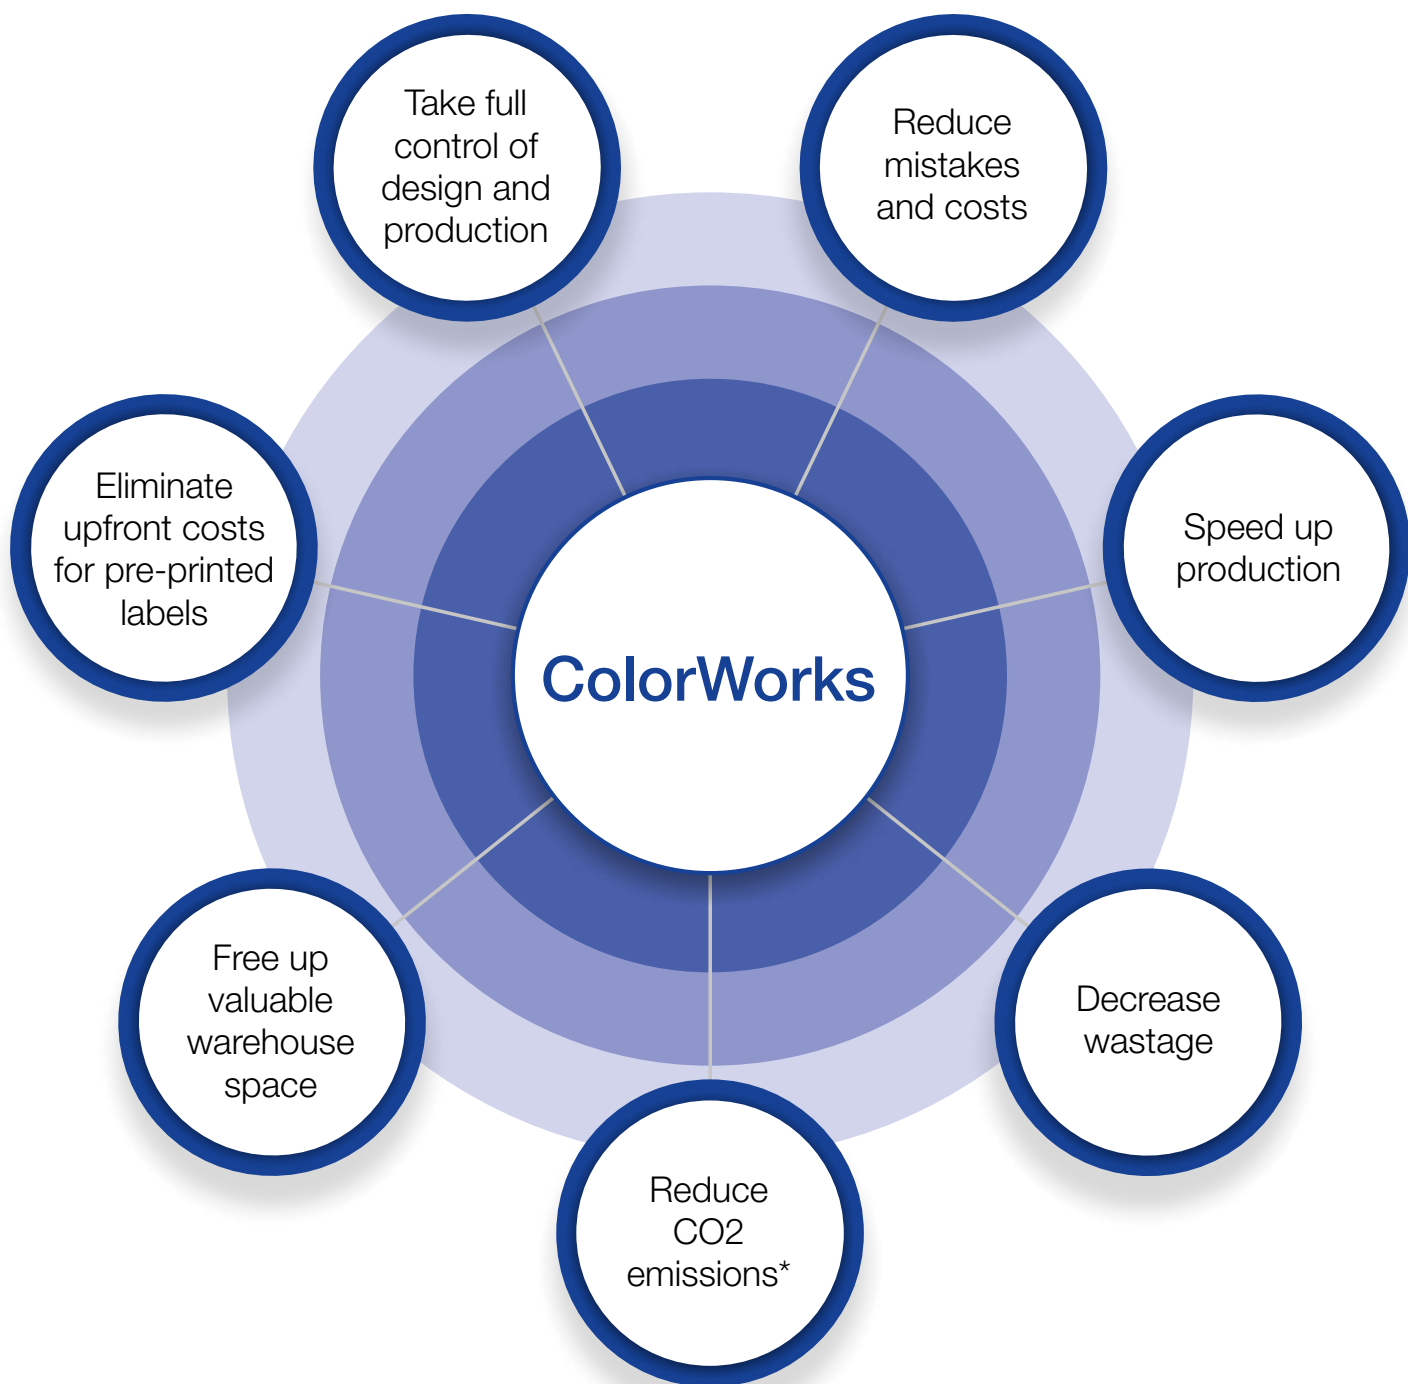 Take full
control of
design and
production
Reduce
mistakes
and costs
Eliminate
upfront costs
for pre-printed
labels
Speed up
production
ColorWorks
Free up
valuable
warehouse
space
Decrease
wastage
Reduce
CO2
emissions*